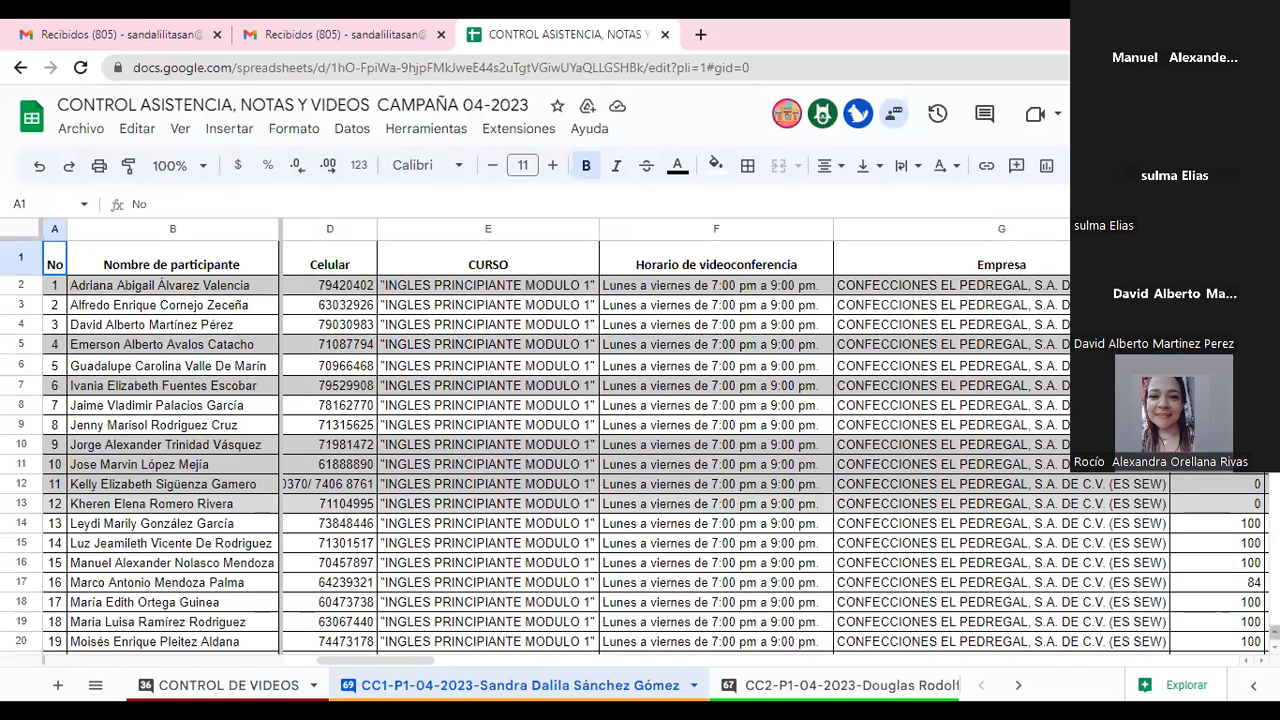 Recibidos (805) - sandalilitasan@
Recibidos (805) - sandalilitasan@
CONTROL ASISTENCIA, NOTAS Y
docs.google.com/spreadsheets/d/1hO-FpiWa-9hjpFMkJweE44s2uTgtVGiwUYaQLLGSHBk/edit?pli=1#gid=0
CONTROL ASISTENCIA, NOTAS Y VIDEOS CAMPAÑA 04-2023
Archivo Editar Ver Insertar Formato Datos Herramientas Extensiones Ayuda
100% $ % .0 .00 123 Calibri 11 B I A
A1 fx No
A B D E F G
1 No Nombre de participante Celular CURSO Horario de videoconferencia Empresa
2 1 Adriana Abigail Álvarez Valencia 79420402 "INGLES PRINCIPIANTE MODULO 1" Lunes a viernes de 7:00 pm a 9:00 pm. CONFECCIONES EL PEDREGAL, S.A. D
3 2 Alfredo Enrique Cornejo Zeceña 63032926 "INGLES PRINCIPIANTE MODULO 1" Lunes a viernes de 7:00 pm a 9:00 pm. CONFECCIONES EL PEDREGAL, S.A. D
4 3 David Alberto Martínez Pérez 79030983 "INGLES PRINCIPIANTE MODULO 1" Lunes a viernes de 7:00 pm a 9:00 pm. CONFECCIONES EL PEDREGAL, S.A. D
5 4 Emerson Alberto Avalos Catacho 71087794 "INGLES PRINCIPIANTE MODULO 1" Lunes a viernes de 7:00 pm a 9:00 pm. CONFECCIONES EL PEDREGAL, S.A. D
6 5 Guadalupe Carolina Valle De Marín 70966468 "INGLES PRINCIPIANTE MODULO 1" Lunes a viernes de 7:00 pm a 9:00 pm. CONFECCIONES EL PEDREGAL, S.A. D
7 6 Ivania Elizabeth Fuentes Escobar 79529908 "INGLES PRINCIPIANTE MODULO 1" Lunes a viernes de 7:00 pm a 9:00 pm. CONFECCIONES EL PEDREGAL, S.A. D
8 7 Jaime Vladimir Palacios García 78162770 "INGLES PRINCIPIANTE MODULO 1" Lunes a viernes de 7:00 pm a 9:00 pm. CONFECCIONES EL PEDREGAL, S.A. D
9 8 Jenny Marisol Rodriguez Cruz 71315625 "INGLES PRINCIPIANTE MODULO 1" Lunes a viernes de 7:00 pm a 9:00 pm. CONFECCIONES EL PEDREGAL, S.A. D
10 9 Jorge Alexander Trinidad Vásquez 71981472 "INGLES PRINCIPIANTE MODULO 1" Lunes a viernes de 7:00 pm a 9:00 pm. CONFECCIONES EL PEDREGAL, S.A. D
11 10 Jose Marvin López Mejía 61888890 "INGLES PRINCIPIANTE MODULO 1" Lunes a viernes de 7:00 pm a 9:00 pm. CONFECCIONES EL PEDREGAL, S.A. D
12 11 Kelly Elizabeth Sigüenza Gamero 0370/ 7406 8761 "INGLES PRINCIPIANTE MODULO 1" Lunes a viernes de 7:00 pm a 9:00 pm. CONFECCIONES EL PEDREGAL, S.A. DE C.V. (ES SEW) 0
13 12 Kheren Elena Romero Rivera 71104995 "INGLES PRINCIPIANTE MODULO 1" Lunes a viernes de 7:00 pm a 9:00 pm. CONFECCIONES EL PEDREGAL, S.A. DE C.V. (ES SEW) 0
14 13 Leydi Marily González García 73848446 "INGLES PRINCIPIANTE MODULO 1" Lunes a viernes de 7:00 pm a 9:00 pm. CONFECCIONES EL PEDREGAL, S.A. DE C.V. (ES SEW) 100
15 14 Luz Jeamileth Vicente De Rodriguez 71301517 "INGLES PRINCIPIANTE MODULO 1" Lunes a viernes de 7:00 pm a 9:00 pm. CONFECCIONES EL PEDREGAL, S.A. DE C.V. (ES SEW) 100
16 15 Manuel Alexander Nolasco Mendoza 70457897 "INGLES PRINCIPIANTE MODULO 1" Lunes a viernes de 7:00 pm a 9:00 pm. CONFECCIONES EL PEDREGAL, S.A. DE C.V. (ES SEW) 100
17 16 Marco Antonio Mendoza Palma 64239321 "INGLES PRINCIPIANTE MODULO 1" Lunes a viernes de 7:00 pm a 9:00 pm. CONFECCIONES EL PEDREGAL, S.A. DE C.V. (ES SEW) 84
18 17 María Edith Ortega Guinea 60473738 "INGLES PRINCIPIANTE MODULO 1" Lunes a viernes de 7:00 pm a 9:00 pm. CONFECCIONES EL PEDREGAL, S.A. DE C.V. (ES SEW) 100
19 18 Maria Luisa Ramírez Rodriguez 63067440 "INGLES PRINCIPIANTE MODULO 1" Lunes a viernes de 7:00 pm a 9:00 pm. CONFECCIONES EL PEDREGAL, S.A. DE C.V. (ES SEW) 100
20 19 Moisés Enrique Pleitez Aldana 74473178 "INGLES PRINCIPIANTE MODULO 1" Lunes a viernes de 7:00 pm a 9:00 pm. CONFECCIONES EL PEDREGAL, S.A. DE C.V. (ES SEW) 100
36 CONTROL DE VIDEOS 69 CC1-P1-04-2023-Sandra Dalila Sánchez Gómez 67 CC2-P1-04-2023-Douglas Rodolf Explorar
Manuel Alexande...
sulma Elias
sulma Elias
David Alberto Ma...
David Alberto Martinez Perez
Rocío Alexandra Orellana Rivas